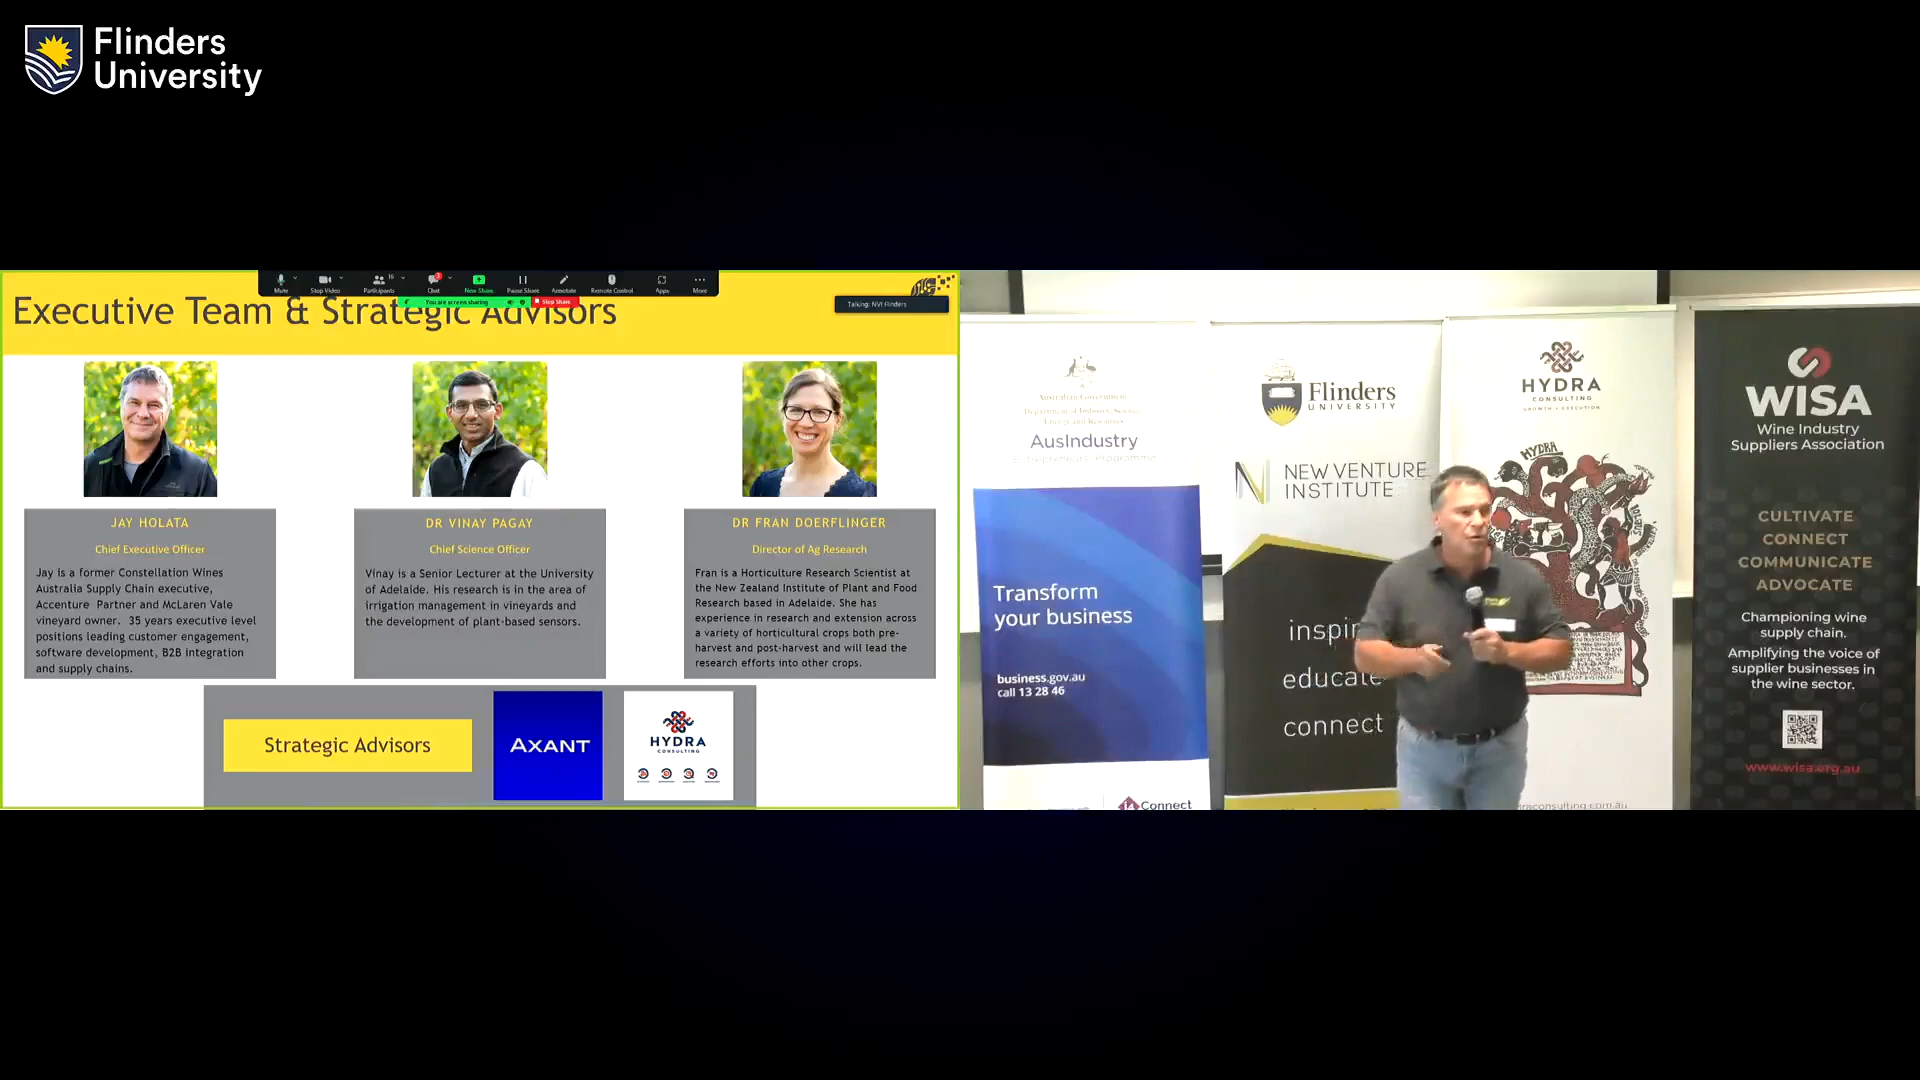 Flinders
University
Mute
Stop Video
Participants
16
Chat
3
New Share
Pause Share
Annotate
Remote Control
Apps
More
You are screen sharing
Stop Share
Talking: NVI Flinders
Executive Team & Strategic Advisors
JAY HOLATA
Chief Executive Officer
Jay is a former Constellation Wines
Australia Supply Chain executive,
Accenture Partner and McLaren Vale
vineyard owner. 35 years executive level
positions leading customer engagement,
software development, B2B integration
and supply chains.
DR VINAY PAGAY
Chief Science Officer
Vinay is a Senior Lecturer at the University
of Adelaide. His research is in the area of
irrigation management in vineyards and
the development of plant-based sensors.
DR FRAN DOERFLINGER
Director of Ag Research
Fran is a Horticulture Research Scientist at
the New Zealand Institute of Plant and Food
Research based in Adelaide. She has
experience in research and extension across
a variety of horticultural crops both pre-
harvest and post-harvest and will lead the
research efforts into other crops.
Strategic Advisors
AXANT
HYDRA
CONSULTING
Australian Government
Department of Industry, Science
Energy and Resources
AusIndustry
Entrepreneurs' Programme
Transform
your business
business.gov.au
call 13 28 46
Connect
Flinders
UNIVERSITY
NEW VENTURE
INSTITUTE
inspir
educate
connect
HYDRA
CONSULTING
GROWTH + EXECUTION
HYDRA
draconsulting.com.au
WISA
Wine Industry
Suppliers Association
CULTIVATE
CONNECT
COMMUNICATE
ADVOCATE
Championing wine
supply chain.
Amplifying the voice of
supplier businesses in
the wine sector.
www.wisa.org.au